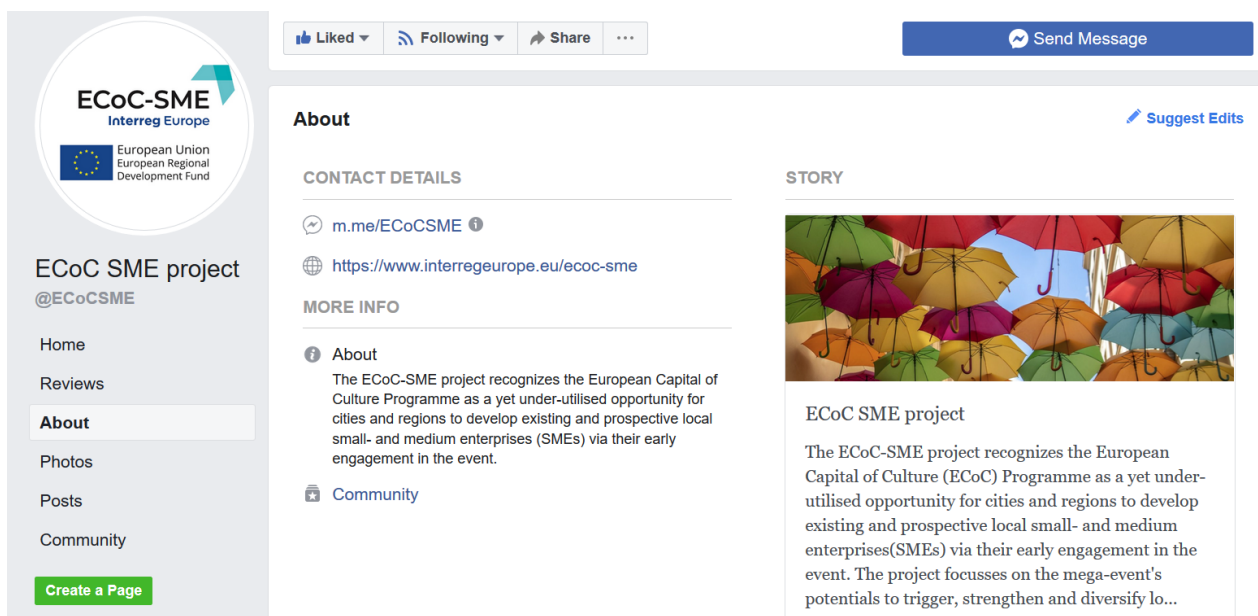 ECoC-SME
Interreg Europe
European Union
European Regional
Development Fund
ECoC SME project
@ECoCSME
Home
Reviews
About
Photos
Posts
Community
Create a Page
Liked
Following
Share
Send Message
About
Suggest Edits
CONTACT DETAILS
m.me/ECoCSME
https://www.interregeurope.eu/ecoc-sme
MORE INFO
About
The ECoC-SME project recognizes the European Capital of
Culture Programme as a yet under-utilised opportunity for
cities and regions to develop existing and prospective local
small- and medium enterprises (SMEs) via their early
engagement in the event.
Community
STORY
ECoC SME project
The ECoC-SME project recognizes the European
Capital of Culture (ECoC) Programme as a yet under-
utilised opportunity for cities and regions to develop
existing and prospective local small- and medium
enterprises(SMEs) via their early engagement in the
event. The project focusses on the mega-event's
potentials to trigger, strengthen and diversify lo...